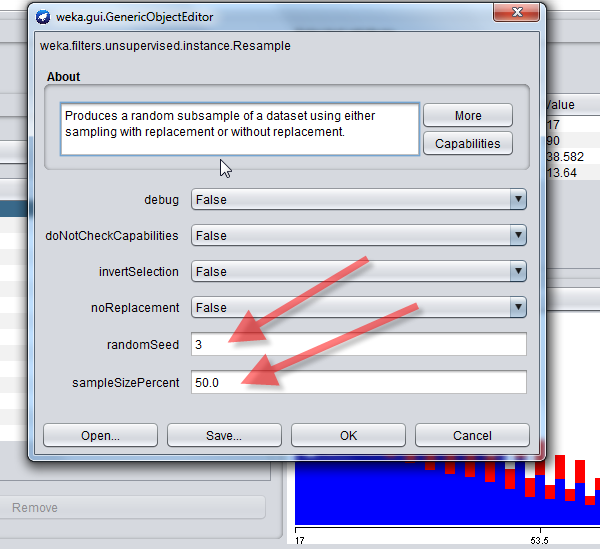 weka.gui.GenericObjectEditor
weka.filters.unsupervised.instance.Resample
About
Produces a random subsample of a dataset using either
sampling with replacement or without replacement.
More
Capabilities
debug False
doNotCheckCapabilities False
invertSelection False
noReplacement False
randomSeed 3
sampleSizePercent 50.0
Open... Save... OK Cancel
Value
17
90
38.582
13.64
Remove
17 53.5